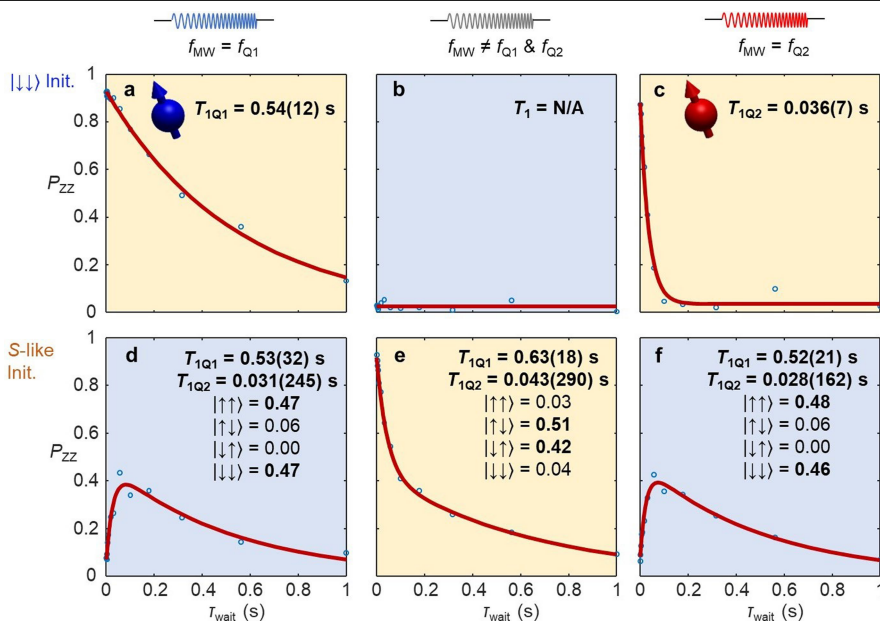 f_MW = f_Q1
f_MW ≠ f_Q1 & f_Q2
f_MW = f_Q2
|↓↓⟩ Init.
a
T_1Q1 = 0.54(12) s
b
T_1 = N/A
c
T_1Q2 = 0.036(7) s
P_ZZ
1
0.8
0.6
0.4
0.2
0
S-like
Init.
d
T_1Q1 = 0.53(32) s
T_1Q2 = 0.031(245) s
|↑↑⟩ = 0.47
|↑↓⟩ = 0.06
|↓↑⟩ = 0.00
|↓↓⟩ = 0.47
e
T_1Q1 = 0.63(18) s
T_1Q2 = 0.043(290) s
|↑↑⟩ = 0.03
|↑↓⟩ = 0.51
|↓↑⟩ = 0.42
|↓↓⟩ = 0.04
f
T_1Q1 = 0.52(21) s
T_1Q2 = 0.028(162) s
|↑↑⟩ = 0.48
|↑↓⟩ = 0.06
|↓↑⟩ = 0.00
|↓↓⟩ = 0.46
P_ZZ
1
0.8
0.6
0.4
0.2
0
0 0.2 0.4 0.6 0.8 1
0 0.2 0.4 0.6 0.8 1
0 0.2 0.4 0.6 0.8 1
τ_wait (s)
τ_wait (s)
τ_wait (s)